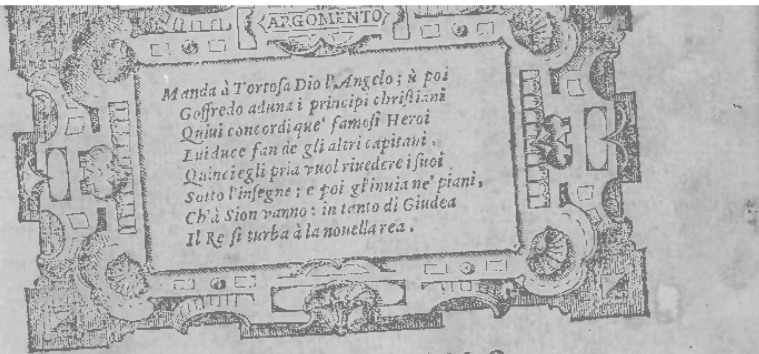 ARGOMENTO
Manda à Tortoſa Dio l'Angelo; ù poi
Goffredo aduna i principi chriſtiani
Quiui concordi que' famoſi Heroi
Lui duce fan de gli altri capitani.
Quinci egli pria vuol riuedere i ſuoi
Sotto l'inſegne; e poi gl'inuia ne' piani,
Ch'à Sion vanno: in tanto di Giudea
Il Re ſi turba à la nouella rea.